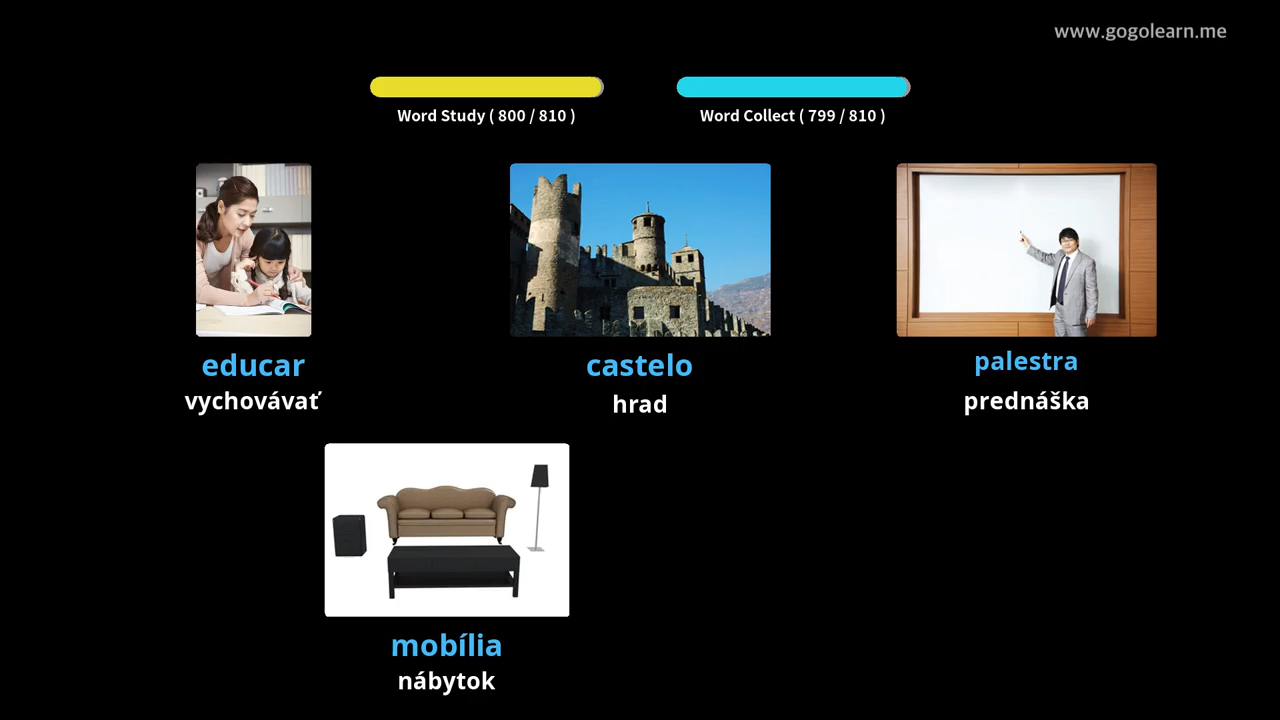 www.gogolearn.me
Word Study ( 800 / 810 )
Word Collect ( 799 / 810 )
educar
vychovávať
castelo
hrad
palestra
prednáška
mobília
nábytok